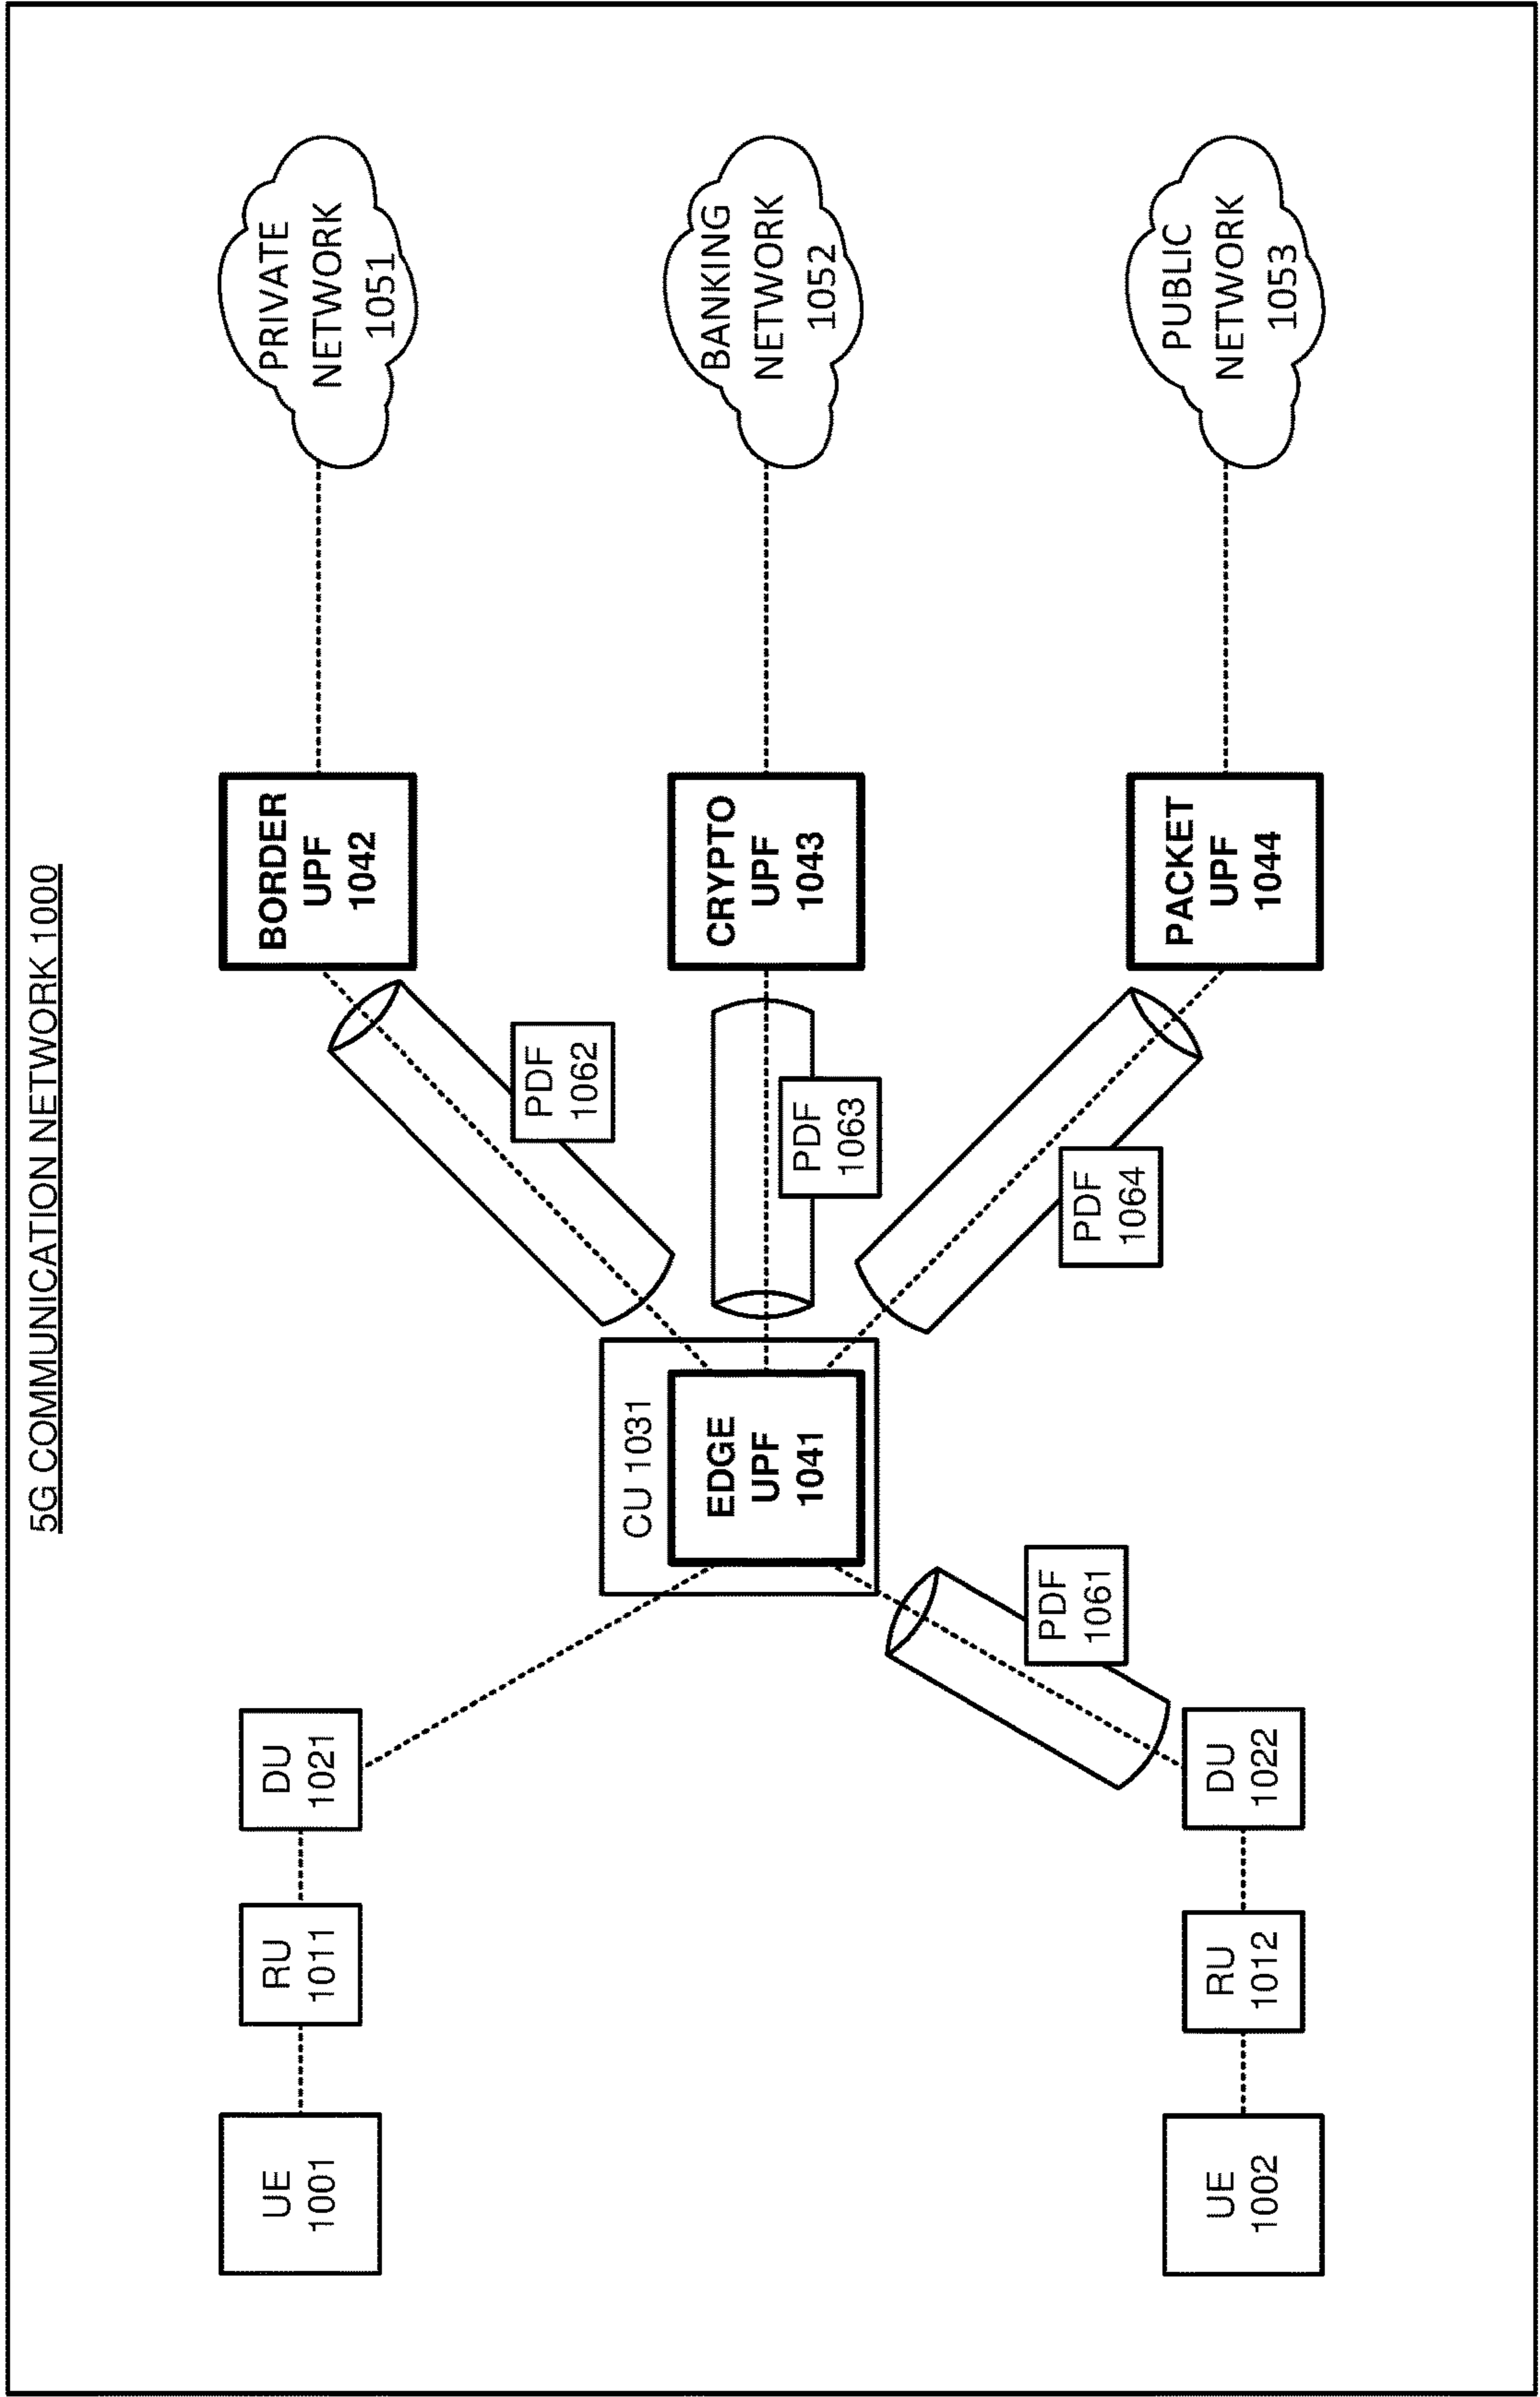 5G COMMUNICATION NETWORK 1000
UE
1001
RU
1011
DU
1021
BORDER
UPF
1042
PRIVATE
NETWORK
1051
PDF
1062
CU 1031
EDGE
UPF
1041
CRYPTO
UPF
1043
BANKING
NETWORK
1052
PDF
1063
PDF
1061
PDF
1064
UE
1002
RU
1012
DU
1022
PACKET
UPF
1044
PUBLIC
NETWORK
1053